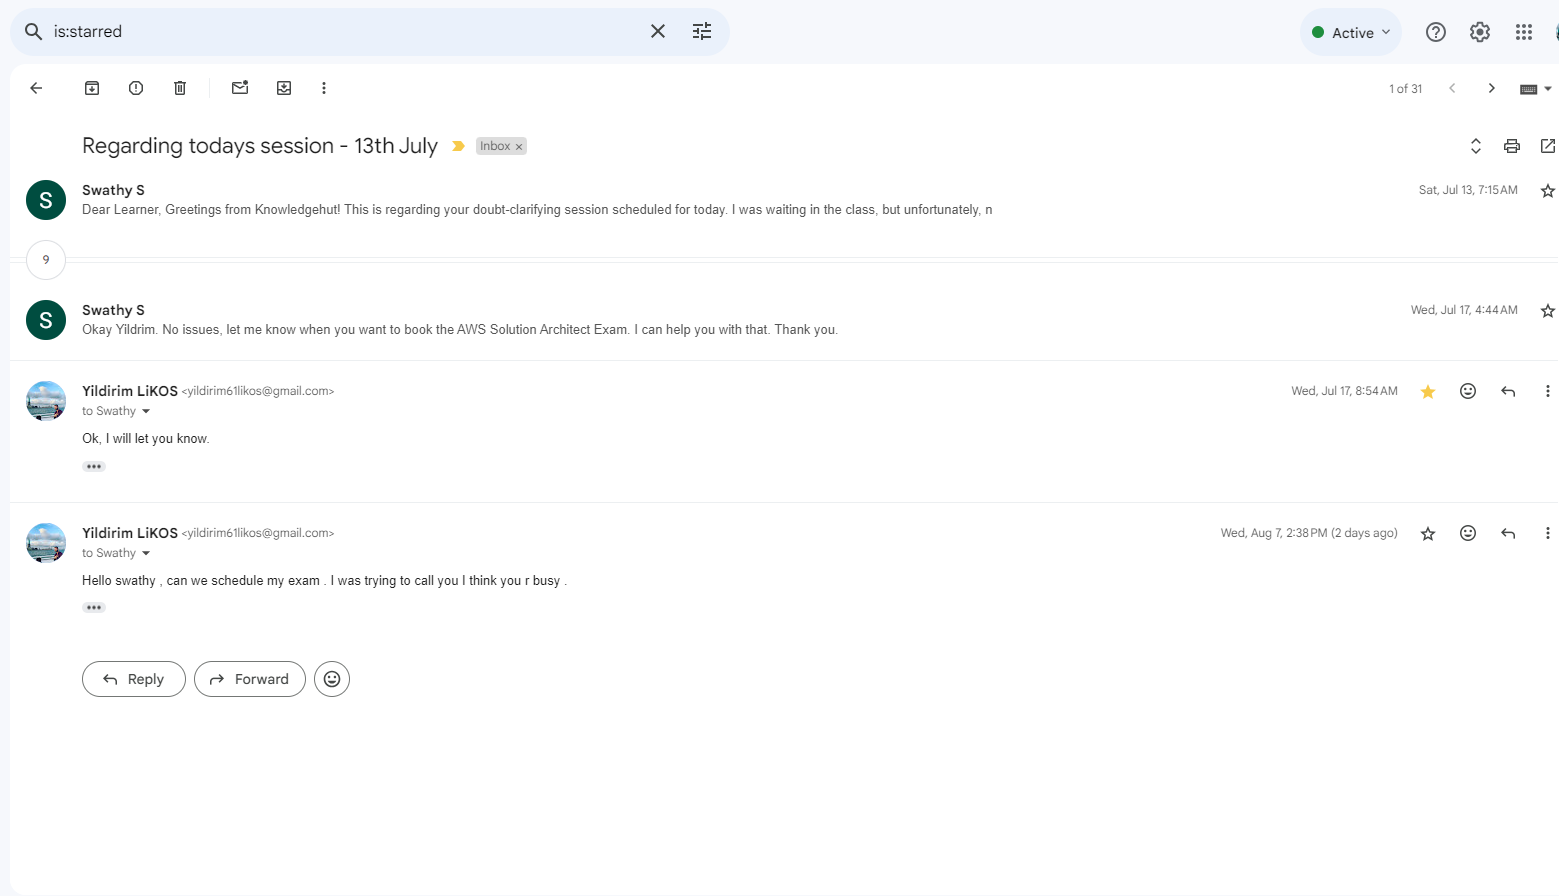 is:starred
Active
1 of 31
Regarding todays session - 13th July
Inbox ×
S
Swathy S
Sat, Jul 13, 7:15 AM
Dear Learner, Greetings from Knowledgehut! This is regarding your doubt-clarifying session scheduled for today. I was waiting in the class, but unfortunately, n
9
S
Swathy S
Wed, Jul 17, 4:44 AM
Okay Yildrim. No issues, let me know when you want to book the AWS Solution Architect Exam. I can help you with that. Thank you.
Yildirim LiKOS <yildirim61likos@gmail.com>
Wed, Jul 17, 8:54 AM
to Swathy
Ok, I will let you know.
Yildirim LiKOS <yildirim61likos@gmail.com>
Wed, Aug 7, 2:38 PM (2 days ago)
to Swathy
Hello swathy , can we schedule my exam . I was trying to call you I think you r busy .
Reply
Forward